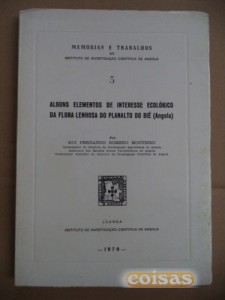 MEMÓRIAS E TRABALHOS
DO
INSTITUTO DE INVESTIGAÇÃO CIENTÍFICA DE ANGOLA
5
ALGUNS ELEMENTOS DE INTERESSE ECOLÓGICO
DA FLORA LENHOSA DO PLANALTO DO BIÉ (Angola)
POR
RUI FERNANDO ROMERO MONTEIRO
LUANDA
INSTITUTO DE INVESTIGAÇÃO CIENTÍFICA DE ANGOLA
—1970—
coisas